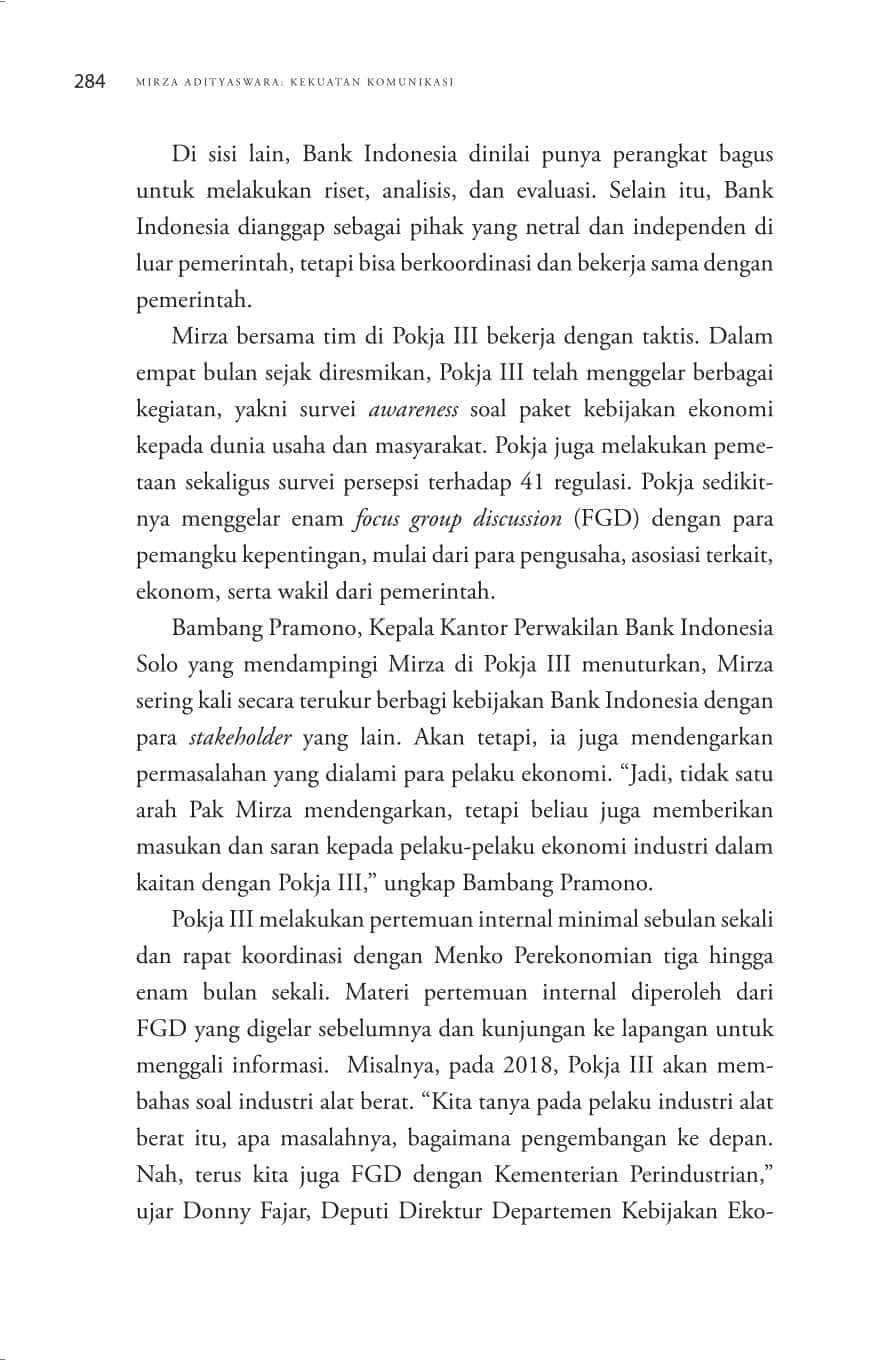 284 MIRZA ADITYASWARA: KEKUATAN KOMUNIKASI
Di sisi lain, Bank Indonesia dinilai punya perangkat bagus
untuk melakukan riset, analisis, dan evaluasi. Selain itu, Bank
Indonesia dianggap sebagai pihak yang netral dan independen di
luar pemerintah, tetapi bisa berkoordinasi dan bekerja sama dengan
pemerintah.
Mirza bersama tim di Pokja III bekerja dengan taktis. Dalam
empat bulan sejak diresmikan, Pokja III telah menggelar berbagai
kegiatan, yakni survei awareness soal paket kebijakan ekonomi
kepada dunia usaha dan masyarakat. Pokja juga melakukan peme-
taan sekaligus survei persepsi terhadap 41 regulasi. Pokja sedikit-
nya menggelar enam focus group discussion (FGD) dengan para
pemangku kepentingan, mulai dari para pengusaha, asosiasi terkait,
ekonom, serta wakil dari pemerintah.
Bambang Pramono, Kepala Kantor Perwakilan Bank Indonesia
Solo yang mendampingi Mirza di Pokja III menuturkan, Mirza
sering kali secara terukur berbagi kebijakan Bank Indonesia dengan
para stakeholder yang lain. Akan tetapi, ia juga mendengarkan
permasalahan yang dialami para pelaku ekonomi. “Jadi, tidak satu
arah Pak Mirza mendengarkan, tetapi beliau juga memberikan
masukan dan saran kepada pelaku-pelaku ekonomi industri dalam
kaitan dengan Pokja III,” ungkap Bambang Pramono.
Pokja III melakukan pertemuan internal minimal sebulan sekali
dan rapat koordinasi dengan Menko Perekonomian tiga hingga
enam bulan sekali. Materi pertemuan internal diperoleh dari
FGD yang digelar sebelumnya dan kunjungan ke lapangan untuk
menggali informasi. Misalnya, pada 2018, Pokja III akan mem-
bahas soal industri alat berat. “Kita tanya pada pelaku industri alat
berat itu, apa masalahnya, bagaimana pengembangan ke depan.
Nah, terus kita juga FGD dengan Kementerian Perindustrian,”
ujar Donny Fajar, Deputi Direktur Departemen Kebijakan Eko-